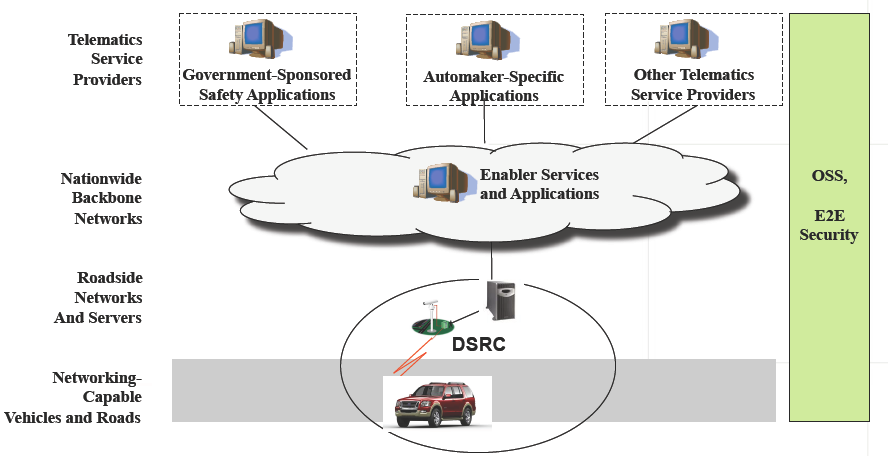 Telematics
Service
Providers
Government-Sponsored
Safety Applications
Automaker-Specific
Applications
Other Telematics
Service Providers
Nationwide
Backbone
Networks
Enabler Services
and Applications
OSS,
E2E
Security
Roadside
Networks
And Servers
DSRC
Networking-
Capable
Vehicles and Roads